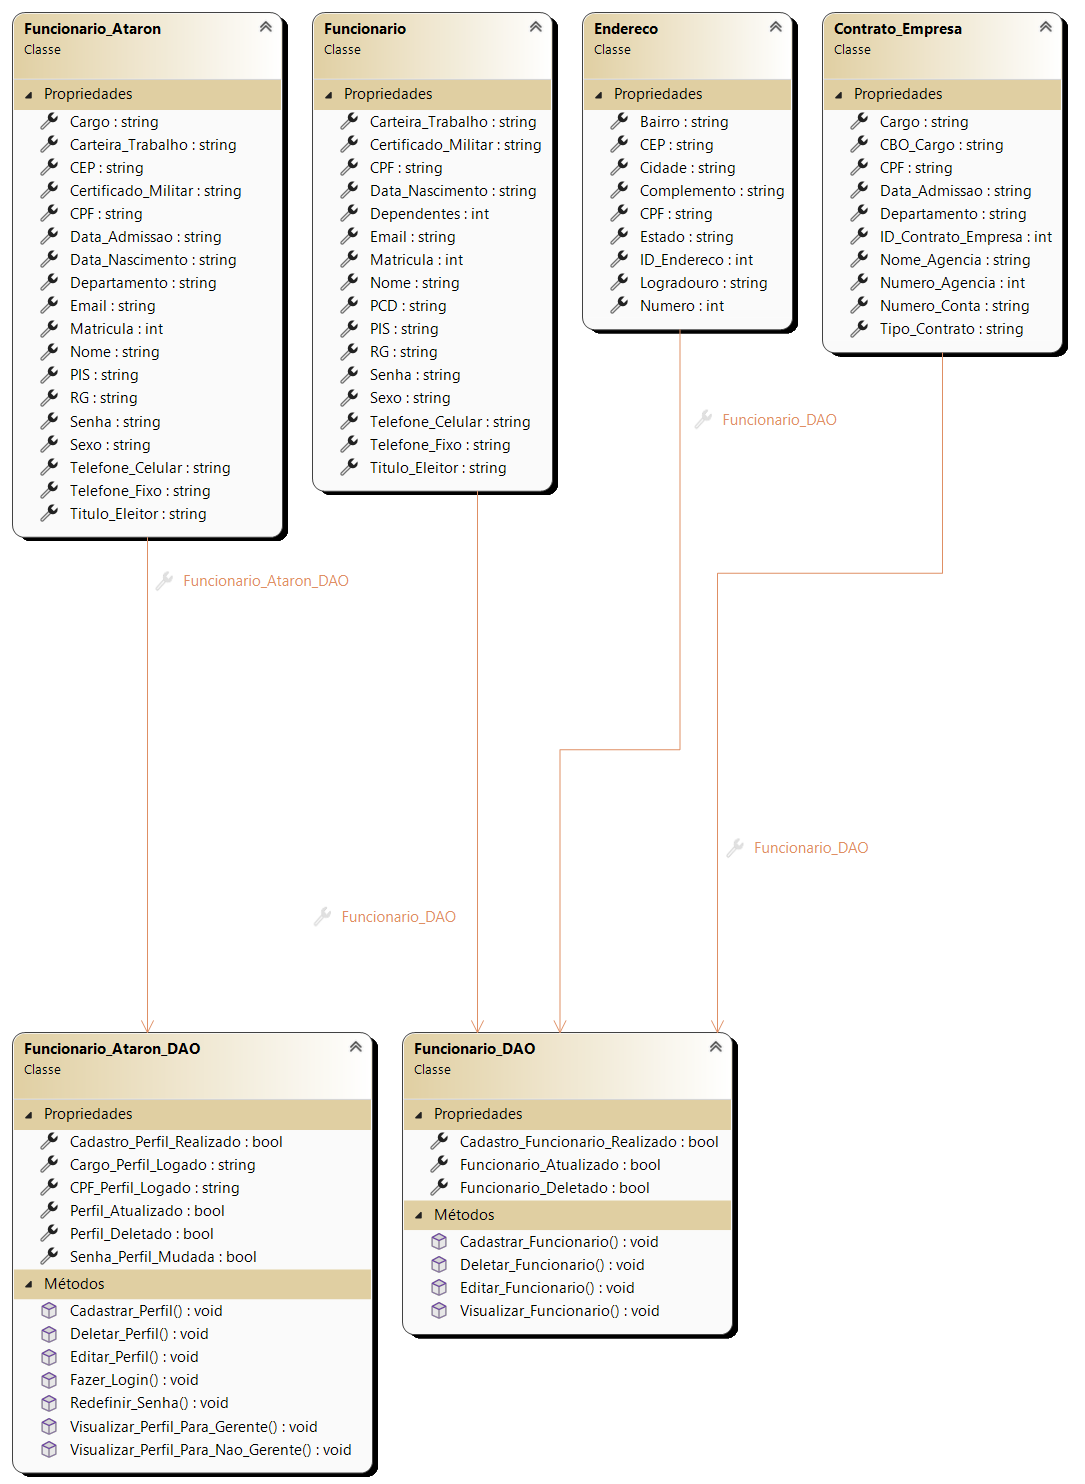 Funcionario_Ataron
Classe
Propriedades
Cargo : string
Carteira_Trabalho : string
CEP : string
Certificado_Militar : string
CPF : string
Data_Admissao : string
Data_Nascimento : string
Departamento : string
Email : string
Matricula : int
Nome : string
PIS : string
RG : string
Senha : string
Sexo : string
Telefone_Celular : string
Telefone_Fixo : string
Titulo_Eleitor : string
Funcionario
Classe
Propriedades
Carteira_Trabalho : string
Certificado_Militar : string
CPF : string
Data_Nascimento : string
Dependentes : int
Email : string
Matricula : int
Nome : string
PCD : string
PIS : string
RG : string
Senha : string
Sexo : string
Telefone_Celular : string
Telefone_Fixo : string
Titulo_Eleitor : string
Endereco
Classe
Propriedades
Bairro : string
CEP : string
Cidade : string
Complemento : string
CPF : string
Estado : string
ID_Endereco : int
Logradouro : string
Numero : int
Contrato_Empresa
Classe
Propriedades
Cargo : string
CBO_Cargo : string
CPF : string
Data_Admissao : string
Departamento : string
ID_Contrato_Empresa : int
Nome_Agencia : string
Numero_Agencia : int
Numero_Conta : string
Tipo_Contrato : string
Funcionario_DAO
Funcionario_Ataron_DAO
Funcionario_DAO
Funcionario_DAO
Funcionario_Ataron_DAO
Classe
Propriedades
Cadastro_Perfil_Realizado : bool
Cargo_Perfil_Logado : string
CPF_Perfil_Logado : string
Perfil_Atualizado : bool
Perfil_Deletado : bool
Senha_Perfil_Mudada : bool
Métodos
Cadastrar_Perfil() : void
Deletar_Perfil() : void
Editar_Perfil() : void
Fazer_Login() : void
Redefinir_Senha() : void
Visualizar_Perfil_Para_Gerente() : void
Visualizar_Perfil_Para_Nao_Gerente() : void
Funcionario_DAO
Classe
Propriedades
Cadastro_Funcionario_Realizado : bool
Funcionario_Atualizado : bool
Funcionario_Deletado : bool
Métodos
Cadastrar_Funcionario() : void
Deletar_Funcionario() : void
Editar_Funcionario() : void
Visualizar_Funcionario() : void